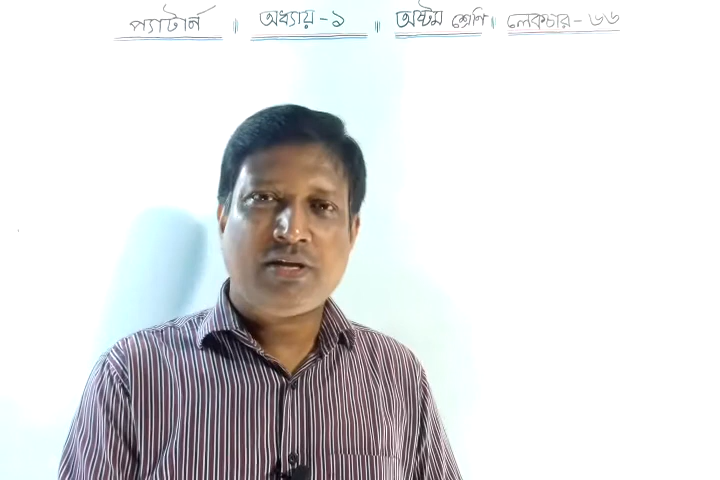 প্যাটার্ন ॥ অধ্যায় - ১ ॥ অষ্টম শ্রেণি ॥ লেকচার - ৬৬